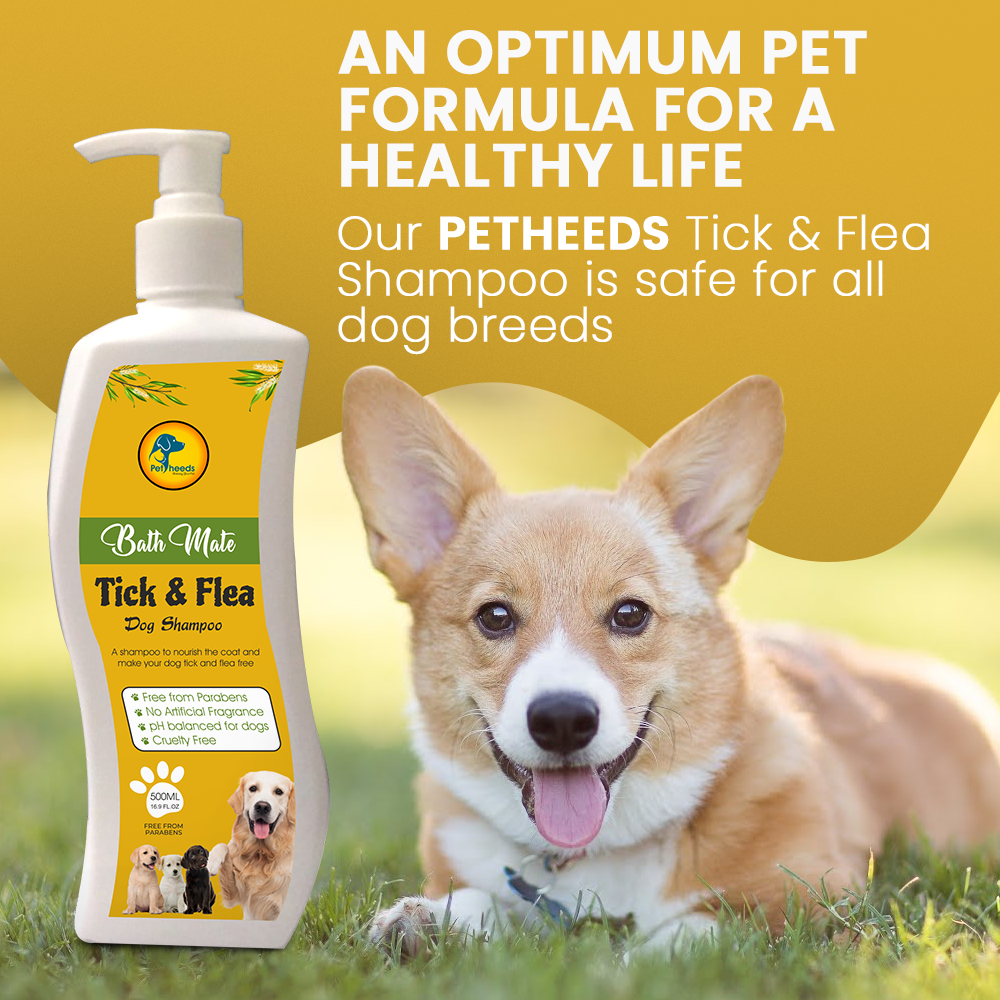 AN OPTIMUM PET
FORMULA FOR A
HEALTHY LIFE
Our PETHEEDS Tick & Flea
Shampoo is safe for all
dog breeds
Pet heeds
Bath Mate
Tick & Flea
Dog Shampoo
A shampoo to nourish the coat and
make your dog tick and flea free
Free from Parabens
No Artificial Fragrance
pH balanced for dogs
Cruelty Free
500ML
16.9 FL OZ
FREE FROM
PARABENS